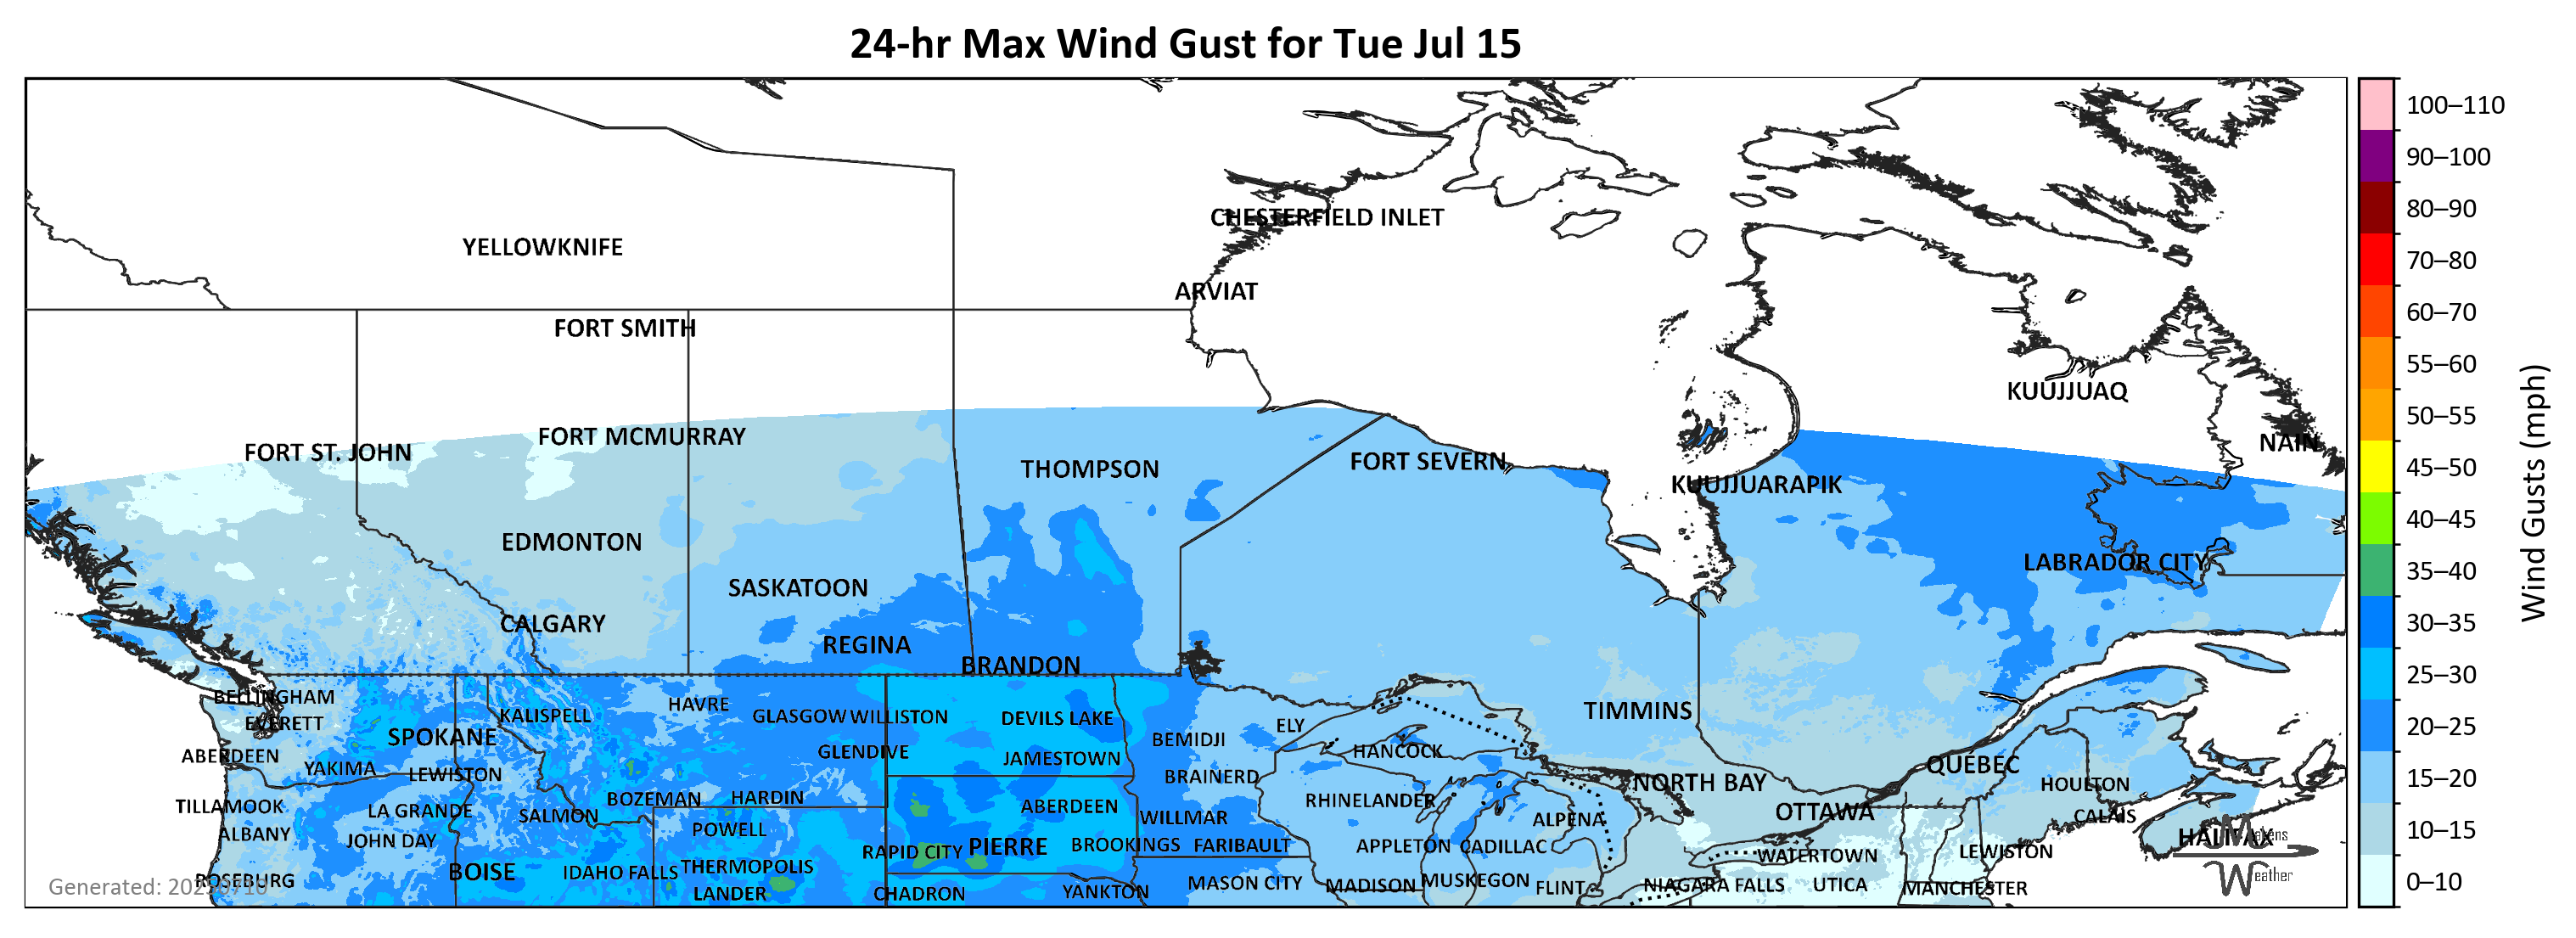 24-hr Max Wind Gust for Tue Jul 15
100–110
90–100
CHESTERFIELD INLET
80–90
YELLOWKNIFE
70–80
ARVIAT
60–70
FORT SMITH
55–60
KUUJJUAQ
50–55
FORT MCMURRAY
FORT ST. JOHN
NAIN
45–50
THOMPSON
FORT SEVERN
KUUJJUARAPIK
40–45
EDMONTON
LABRADOR CITY
35–40
SASKATOON
CALGARY
30–35
REGINA
BRANDON
25–30
BELLINGHAM
HAVRE
KALISPELL
GLASGOW
WILLISTON
DEVILS LAKE
TIMMINS
EVERETT
ELY
20–25
SPOKANE
BEMIDJI
ABERDEEN
GLENDIVE
JAMESTOWN
HANCOCK
YAKIMA
LEWISTON
BRAINERD
NORTH BAY
QUÉBEC
HOULTON
15–20
TILLAMOOK
LA GRANDE
BOZEMAN
HARDIN
ABERDEEN
RHINELANDER
OTTAWA
CALAIS
SALMON
WILLMAR
ALPENA
ALBANY
JOHN DAY
POWELL
HALIFAX
Makens
Weather
10–15
RAPID CITY
PIERRE
BROOKINGS
FARIBAULT
APPLETON
CADILLAC
WATERTOWN
LEWISTON
BOISE
IDAHO FALLS
THERMOPOLIS
ROSEBURG
MASON CITY
MADISON
MUSKEGON
FLINT
NIAGARA FALLS
UTICA
MANCHESTER
0–10
LANDER
CHADRON
YANKTON
Wind Gusts (mph)
Generated: